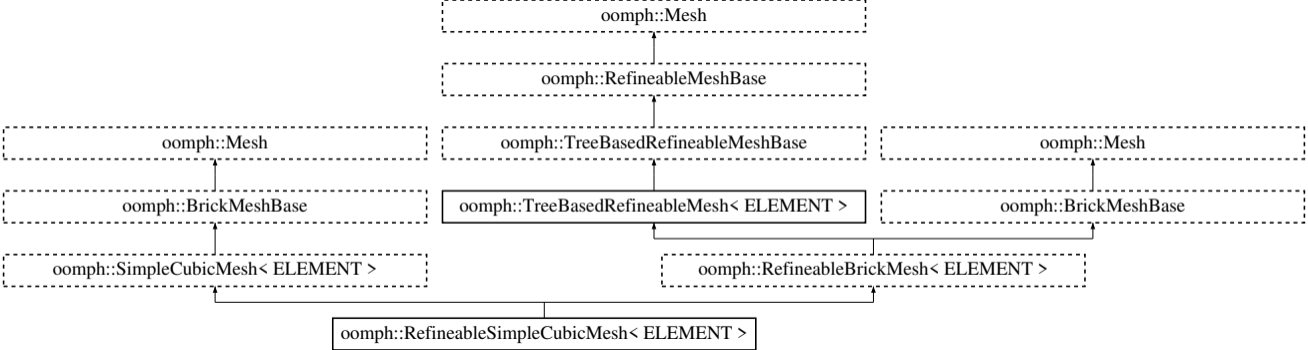 oomph::Mesh
oomph::RefineableMeshBase
oomph::Mesh
oomph::TreeBasedRefineableMeshBase
oomph::Mesh
oomph::BrickMeshBase
oomph::TreeBasedRefineableMesh< ELEMENT >
oomph::BrickMeshBase
oomph::SimpleCubicMesh< ELEMENT >
oomph::RefineableBrickMesh< ELEMENT >
oomph::RefineableSimpleCubicMesh< ELEMENT >